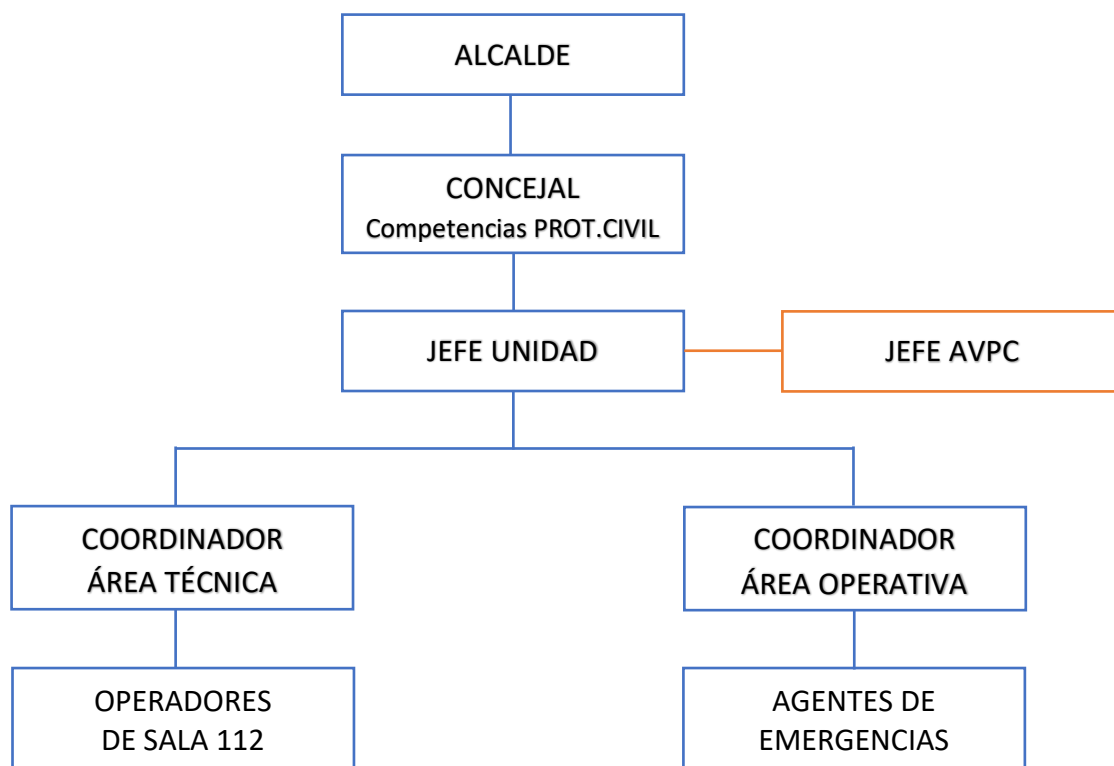 ALCALDE
CONCEJAL
Competencias PROT.CIVIL
JEFE UNIDAD
JEFE AVPC
COORDINADOR
ÁREA TÉCNICA
COORDINADOR
ÁREA OPERATIVA
OPERADORES
DE SALA 112
AGENTES DE
EMERGENCIAS